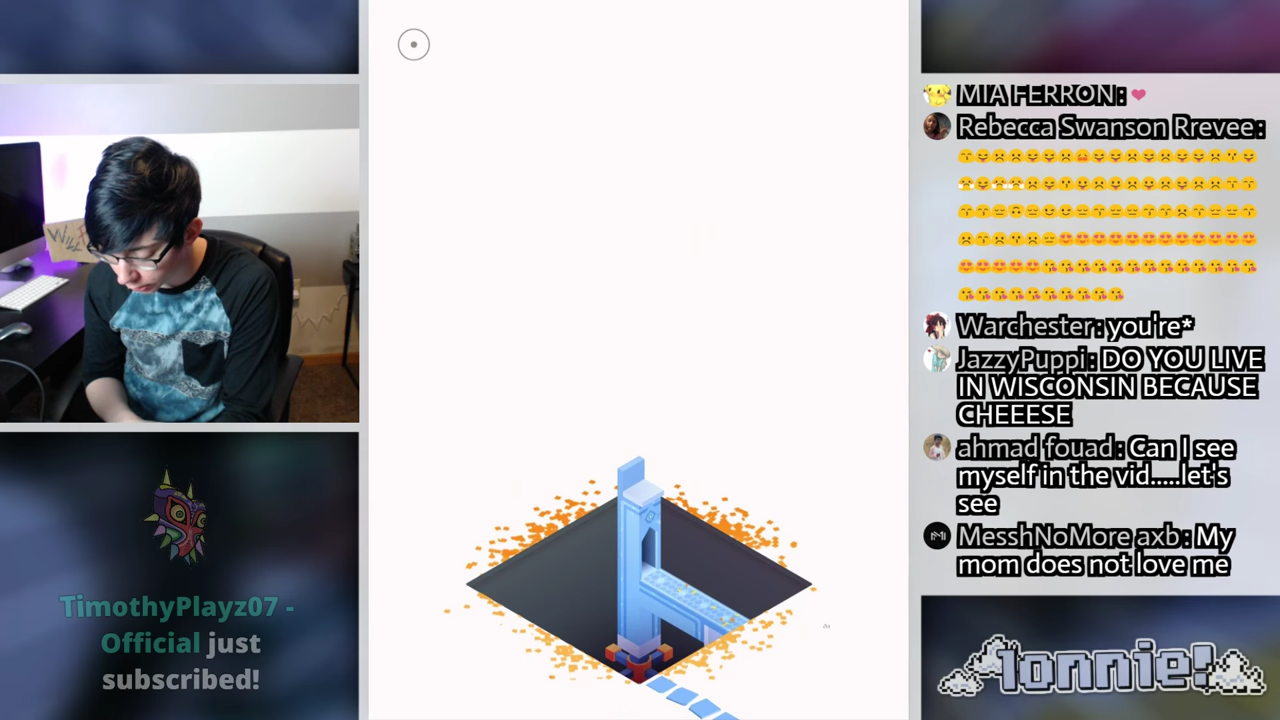 MIA FERRON:
Rebecca Swanson Rrevee:
Warchester: you're*
JazzyPuppi: DO YOU LIVE
IN WISCONSIN BECAUSE
CHEEESE
ahmad fouad: Can I see
myself in the vid.....let's
see
MesshNoMore axb: My
mom does not love me
WILL
TimothyPlayz07 -
Official just
subscribed!
ionnie!